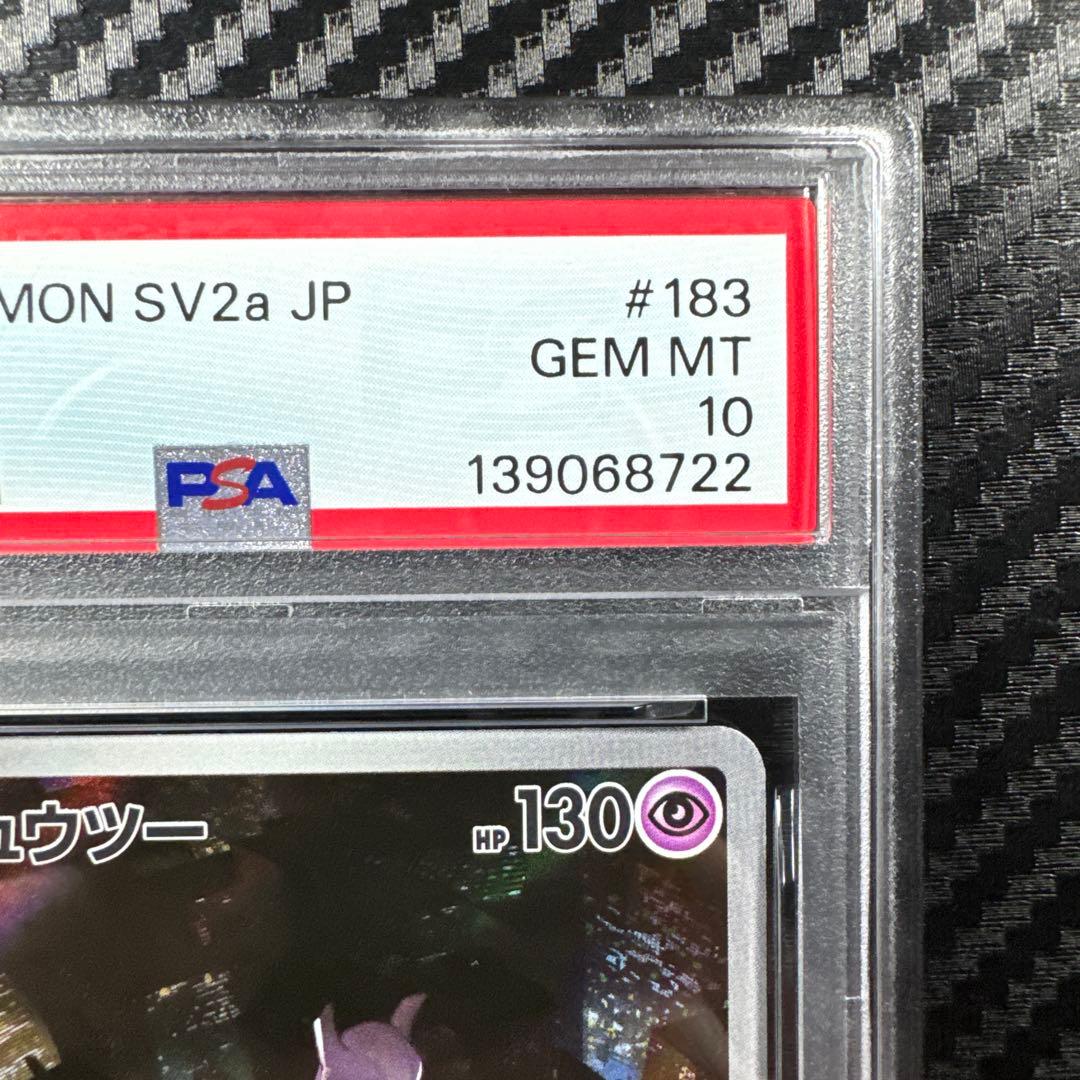 MON SV2a JP #183
GEM MT
10
PSA 139068722
ュウツー HP 130